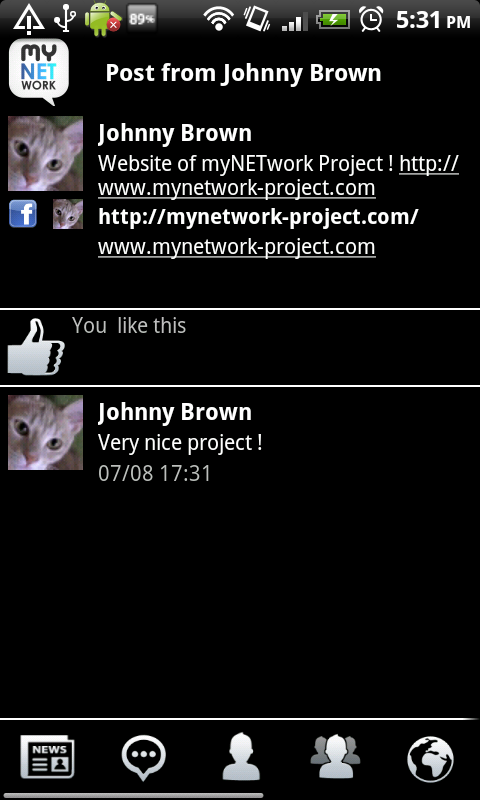 89%
5:31 PM
MY
NET
WORK
Post from Johnny Brown
Johnny Brown
Website of myNETwork Project ! http://
www.mynetwork-project.com
http://mynetwork-project.com/
www.mynetwork-project.com
You  like this
Johnny Brown
Very nice project !
07/08 17:31
NEWS